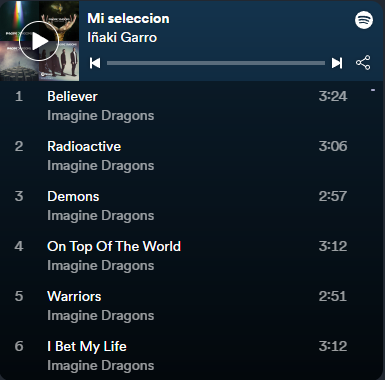 Mi seleccion
Iñaki Garro
1 Believer 3:24
Imagine Dragons
2 Radioactive 3:06
Imagine Dragons
3 Demons 2:57
Imagine Dragons
4 On Top Of The World 3:12
Imagine Dragons
5 Warriors 2:51
Imagine Dragons
6 I Bet My Life 3:12
Imagine Dragons